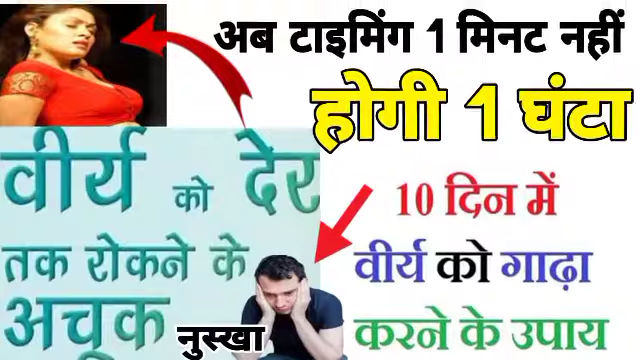 अब टाइमिंग 1 मिनट नहीं
होगी 1 घंटा
वीर्य को देर
तक रोकने के
अचूक नुस्खा
10 दिन में
वीर्य को गाढ़ा
करने के उपाय